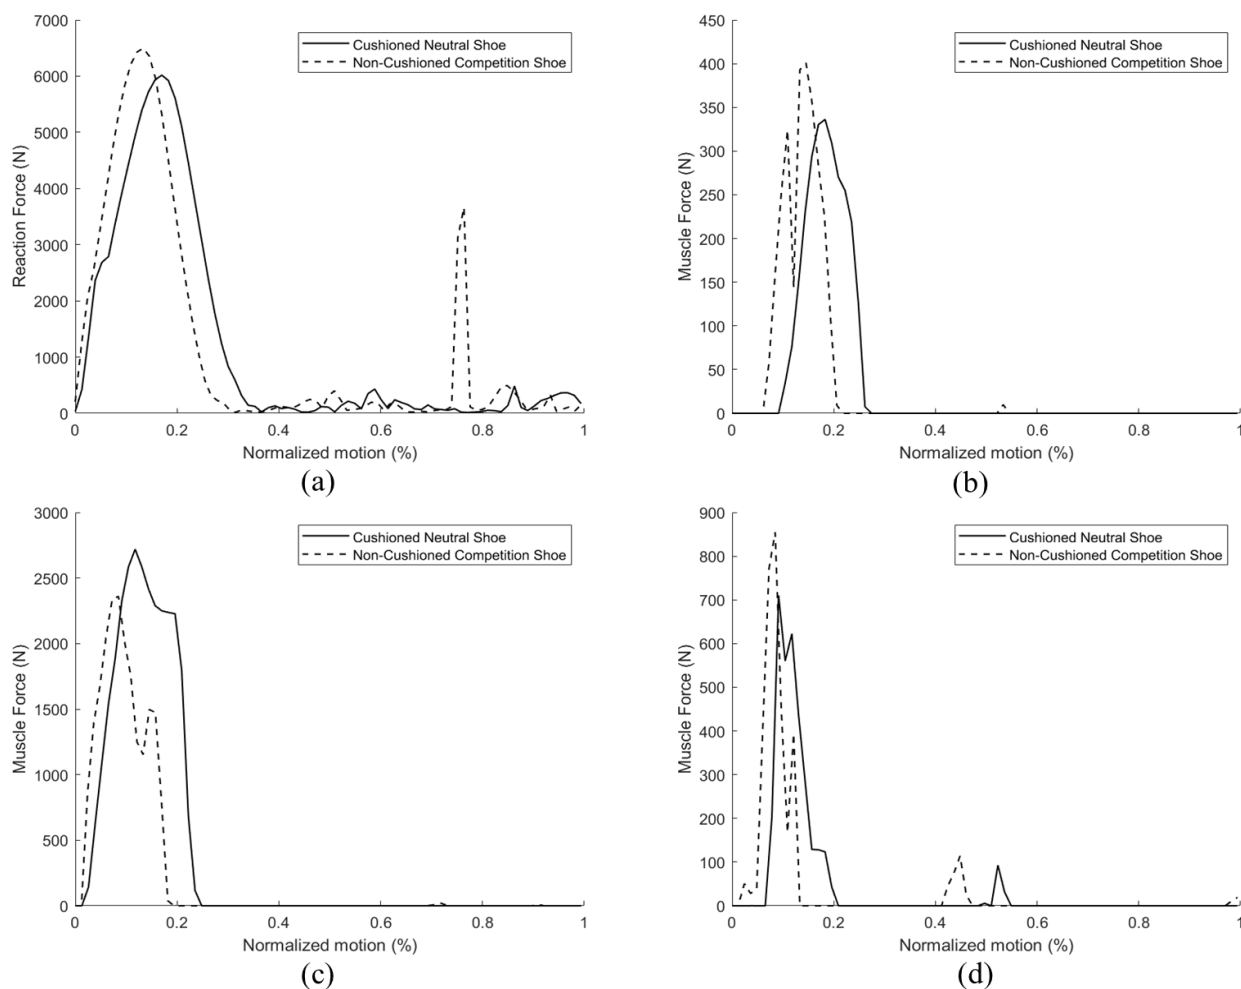 7000
6000
5000
4000
3000
2000
1000
0
Reaction Force (N)
Cushioned Neutral Shoe
Non-Cushioned Competition Shoe
0 0.2 0.4 0.6 0.8 1
Normalized motion (%)
(a)
450
400
350
300
250
200
150
100
50
0
Muscle Force (N)
Cushioned Neutral Shoe
Non-Cushioned Competition Shoe
0 0.2 0.4 0.6 0.8 1
Normalized motion (%)
(b)
3000
2500
2000
1500
1000
500
0
Muscle Force (N)
Cushioned Neutral Shoe
Non-Cushioned Competition Shoe
0 0.2 0.4 0.6 0.8 1
Normalized motion (%)
(c)
900
800
700
600
500
400
300
200
100
0
Muscle Force (N)
Cushioned Neutral Shoe
Non-Cushioned Competition Shoe
0 0.2 0.4 0.6 0.8 1
Normalized motion (%)
(d)